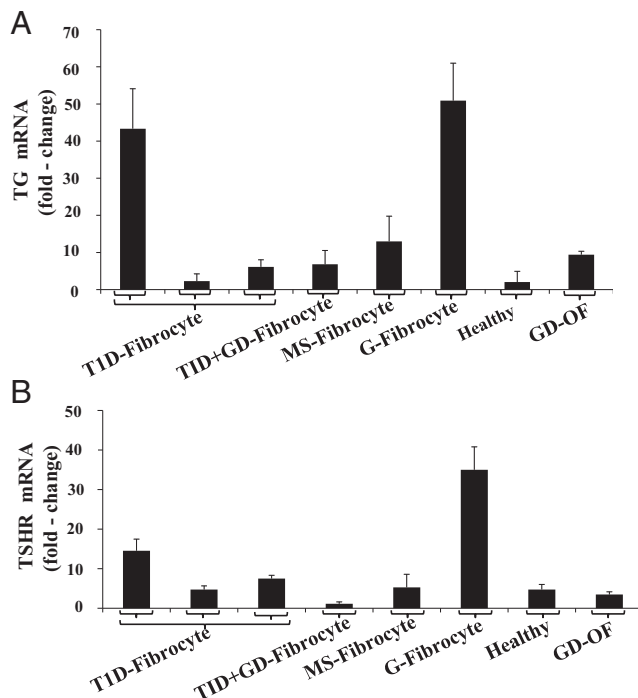 A
TG mRNA
(fold - change)
70
60
50
40
30
20
10
0
T1D-Fibrocyte
TID+GD-Fibrocyte
MS-Fibrocyte
G-Fibrocyte
Healthy
GD-OF
B
TSHR mRNA
(fold - change)
50
40
30
20
10
0
T1D-Fibrocyte
TID+GD-Fibrocyte
MS-Fibrocyte
G-Fibrocyte
Healthy
GD-OF